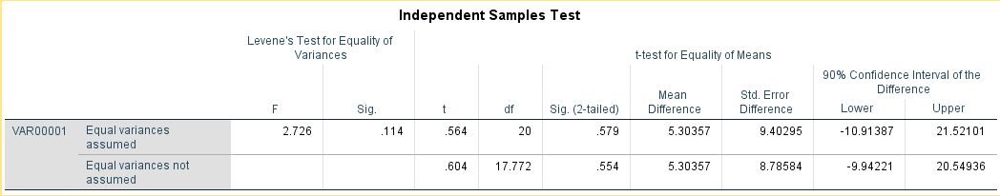 Independent Samples Test
Levene's Test for Equality of
Variances
t-test for Equality of Means
F
Sig.
t
df
Sig. (2-tailed)
Mean
Difference
Std. Error
Difference
90% Confidence Interval of the
Difference
Lower
Upper
VAR00001
Equal variances
assumed
2.726
.114
.564
20
.579
5.30357
9.40295
-10.91387
21.52101
Equal variances not
assumed
.604
17.772
.554
5.30357
8.78584
-9.94221
20.54936